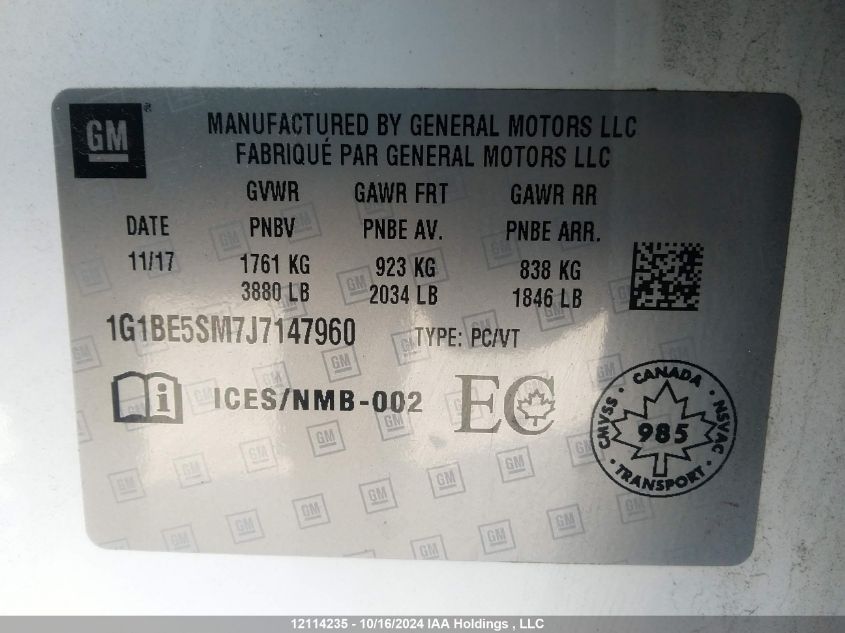 GM ®
MANUFACTURED BY GENERAL MOTORS LLC
FABRIQUÉ PAR GENERAL MOTORS LLC
GVWR GAWR FRT GAWR RR
DATE PNBV PNBE AV. PNBE ARR.
11/17 1761 KG 923 KG 838 KG
3880 LB 2034 LB 1846 LB
1G1BE5SM7J7147960 TYPE: PC/VT
i ICES/NMB-002 EC
CANADA
CMVSS 985 NSVAC
TRANSPORT
12114235 - 10/16/2024 IAA Holdings , LLC